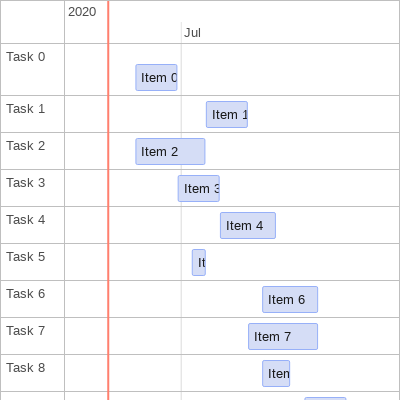 2020
Jul
Task 0
Item 0
Task 1
Item 1
Task 2
Item 2
Task 3
Item 3
Task 4
Item 4
Task 5
It
Task 6
Item 6
Task 7
Item 7
Task 8
Item